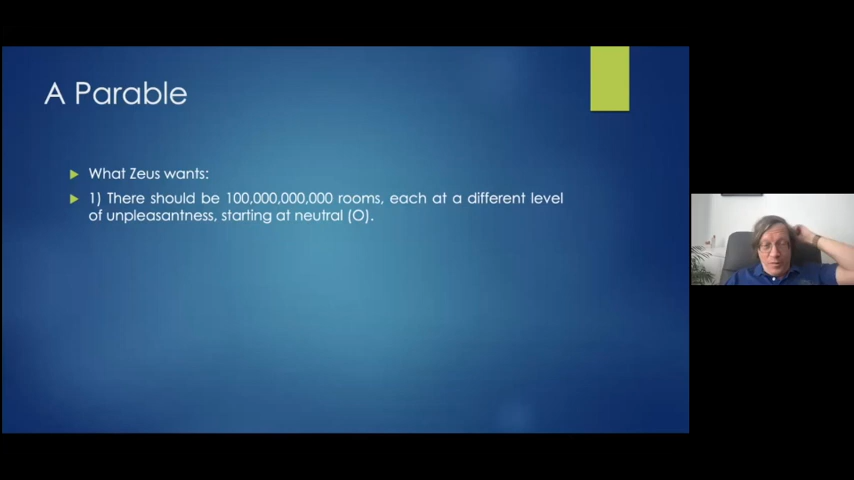 A Parable
What Zeus wants:
1) There should be 100,000,000,000 rooms, each at a different level
of unpleasantness, starting at neutral (O).